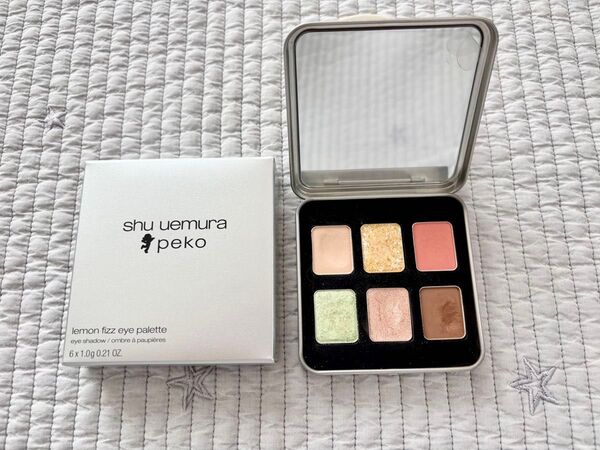 shu uemura
peko
lemon fizz eye palette
eye shadow / ombre à paupières
6 x 1.0g 0.21 OZ.